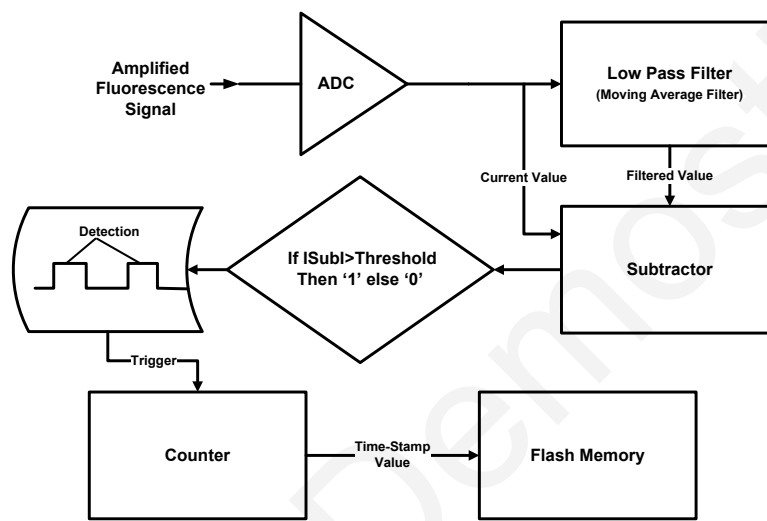 Amplified
Fluorescence
Signal
ADC
Low Pass Filter
(Moving Average Filter)
Current Value
Filtered Value
Detection
If ISubI>Threshold
Then ‘1’ else ‘0’
Subtractor
Trigger
Counter
Time-Stamp
Value
Flash Memory